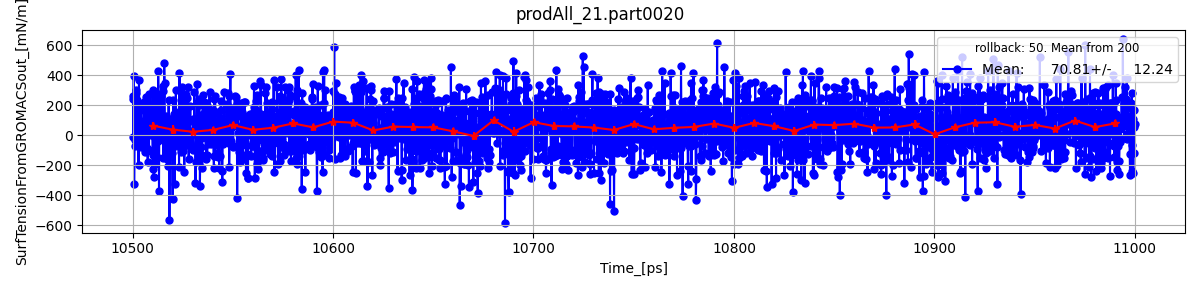 prodAll_21.part0020
SurfTensionFromGROMACSout_[mN/m]
600
400
200
0
−200
−400
−600
rollback: 50. Mean from 200
Mean: 70.81+/- 12.24
10500 10600 10700 10800 10900 11000
Time_[ps]